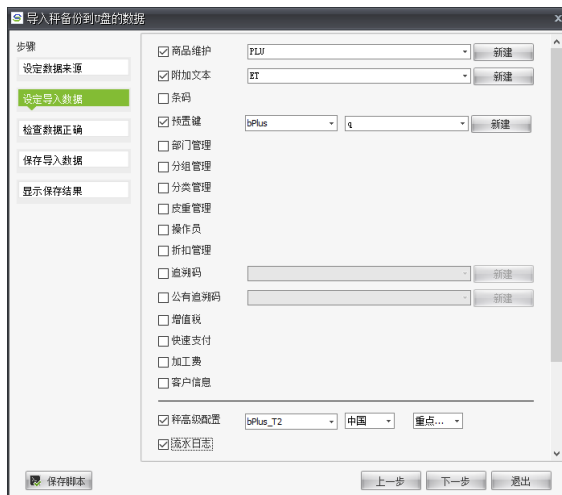 导入秤备份到U盘的数据
步骤
设定数据来源
设定导入数据
检查数据正确
保存导入数据
显示保存结果
商品维护 PLU 新建
附加文本 ET 新建
条码
预置键 bPlus q 新建
部门管理
分组管理
分类管理
皮重管理
操作员
折扣管理
追溯码 新建
公有追溯码 新建
增值税
快速支付
加工费
客户信息
秤高级配置 bPlus_T2 中国 重点...
流水日志
保存脚本 上一步 下一步 退出